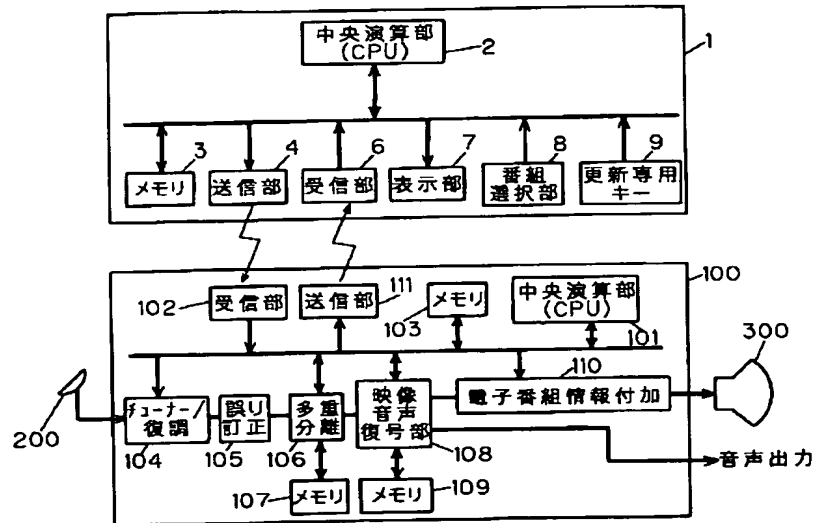 中央演算部
(CPU)
2
1
3
4
6
7
8
9
メモリ
送信部
受信部
表示部
番組
選択部
更新専用
キー
100
102
受信部
送信部
111
メモリ
103
中央演算部
(CPU)
101
300
110
200
チューナー/
復調
104
誤り
訂正
105
多重
分離
106
映像
音声
復号部
108
電子番組情報付加
音声出力
107
メモリ
メモリ
109